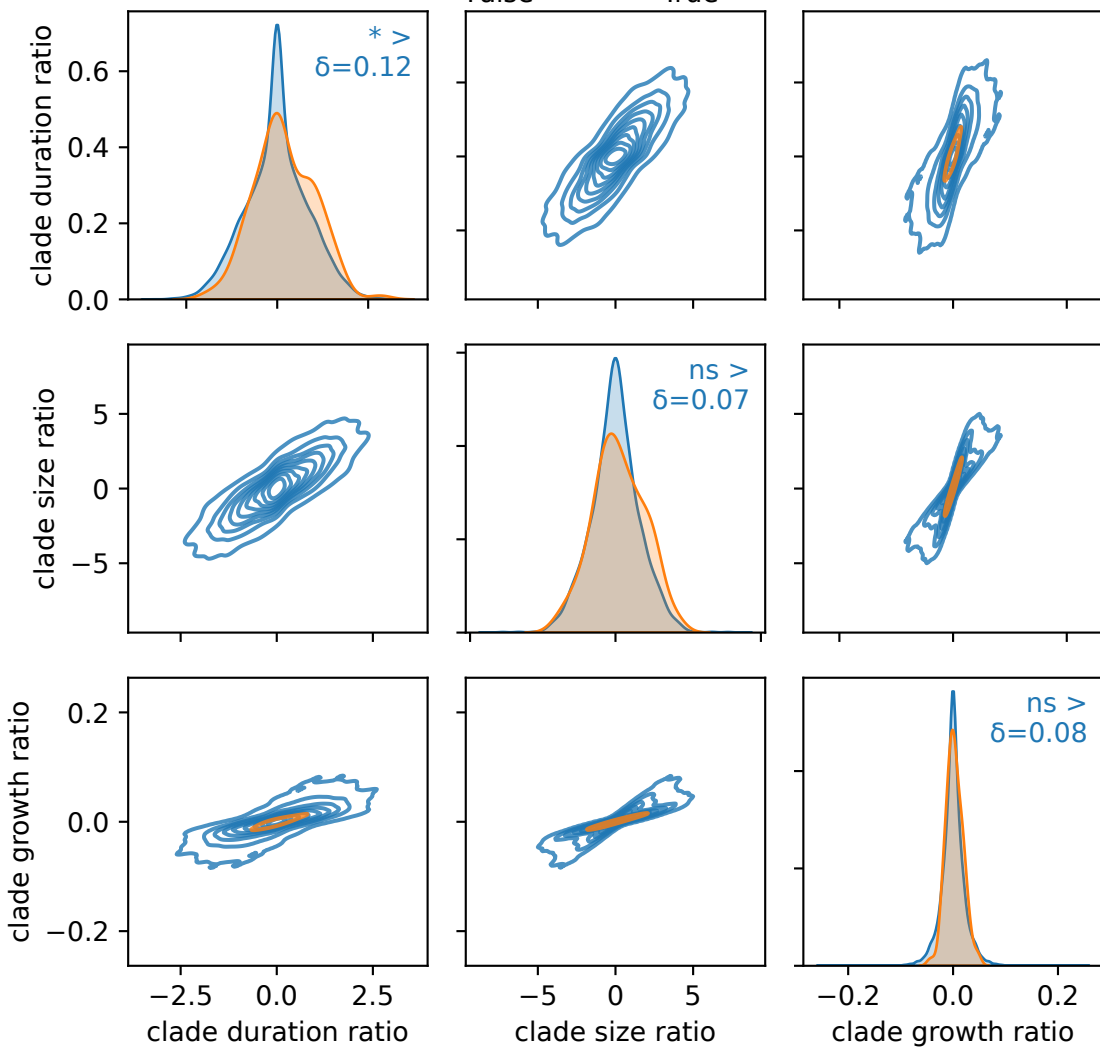 True
clade duration ratio
0.6
0.4
0.2
0.0
* >
δ=0.12
clade size ratio
5
0
−5
ns >
δ=0.07
clade growth ratio
0.2
0.0
−0.2
ns >
δ=0.08
−2.5 0.0 2.5
−5 0 5
−0.2 0.0 0.2
clade duration ratio
clade size ratio
clade growth ratio